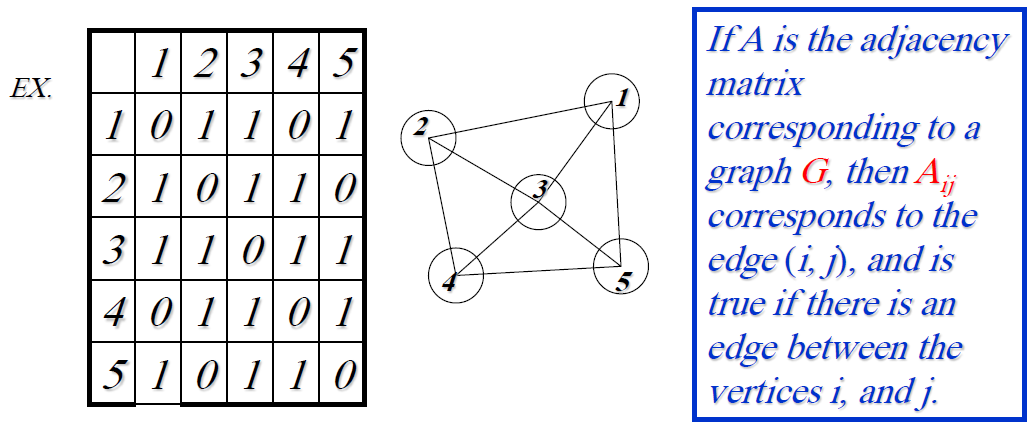 EX.
1 2 3 4 5
1 0 1 1 0 1
2 1 0 1 1 0
3 1 1 0 1 1
4 0 1 1 0 1
5 1 0 1 1 0
1
2
3
4
5
If A is the adjacency
matrix
corresponding to a
graph G, then Aij
corresponds to the
edge (i, j), and is
true if there is an
edge between the
vertices i, and j.